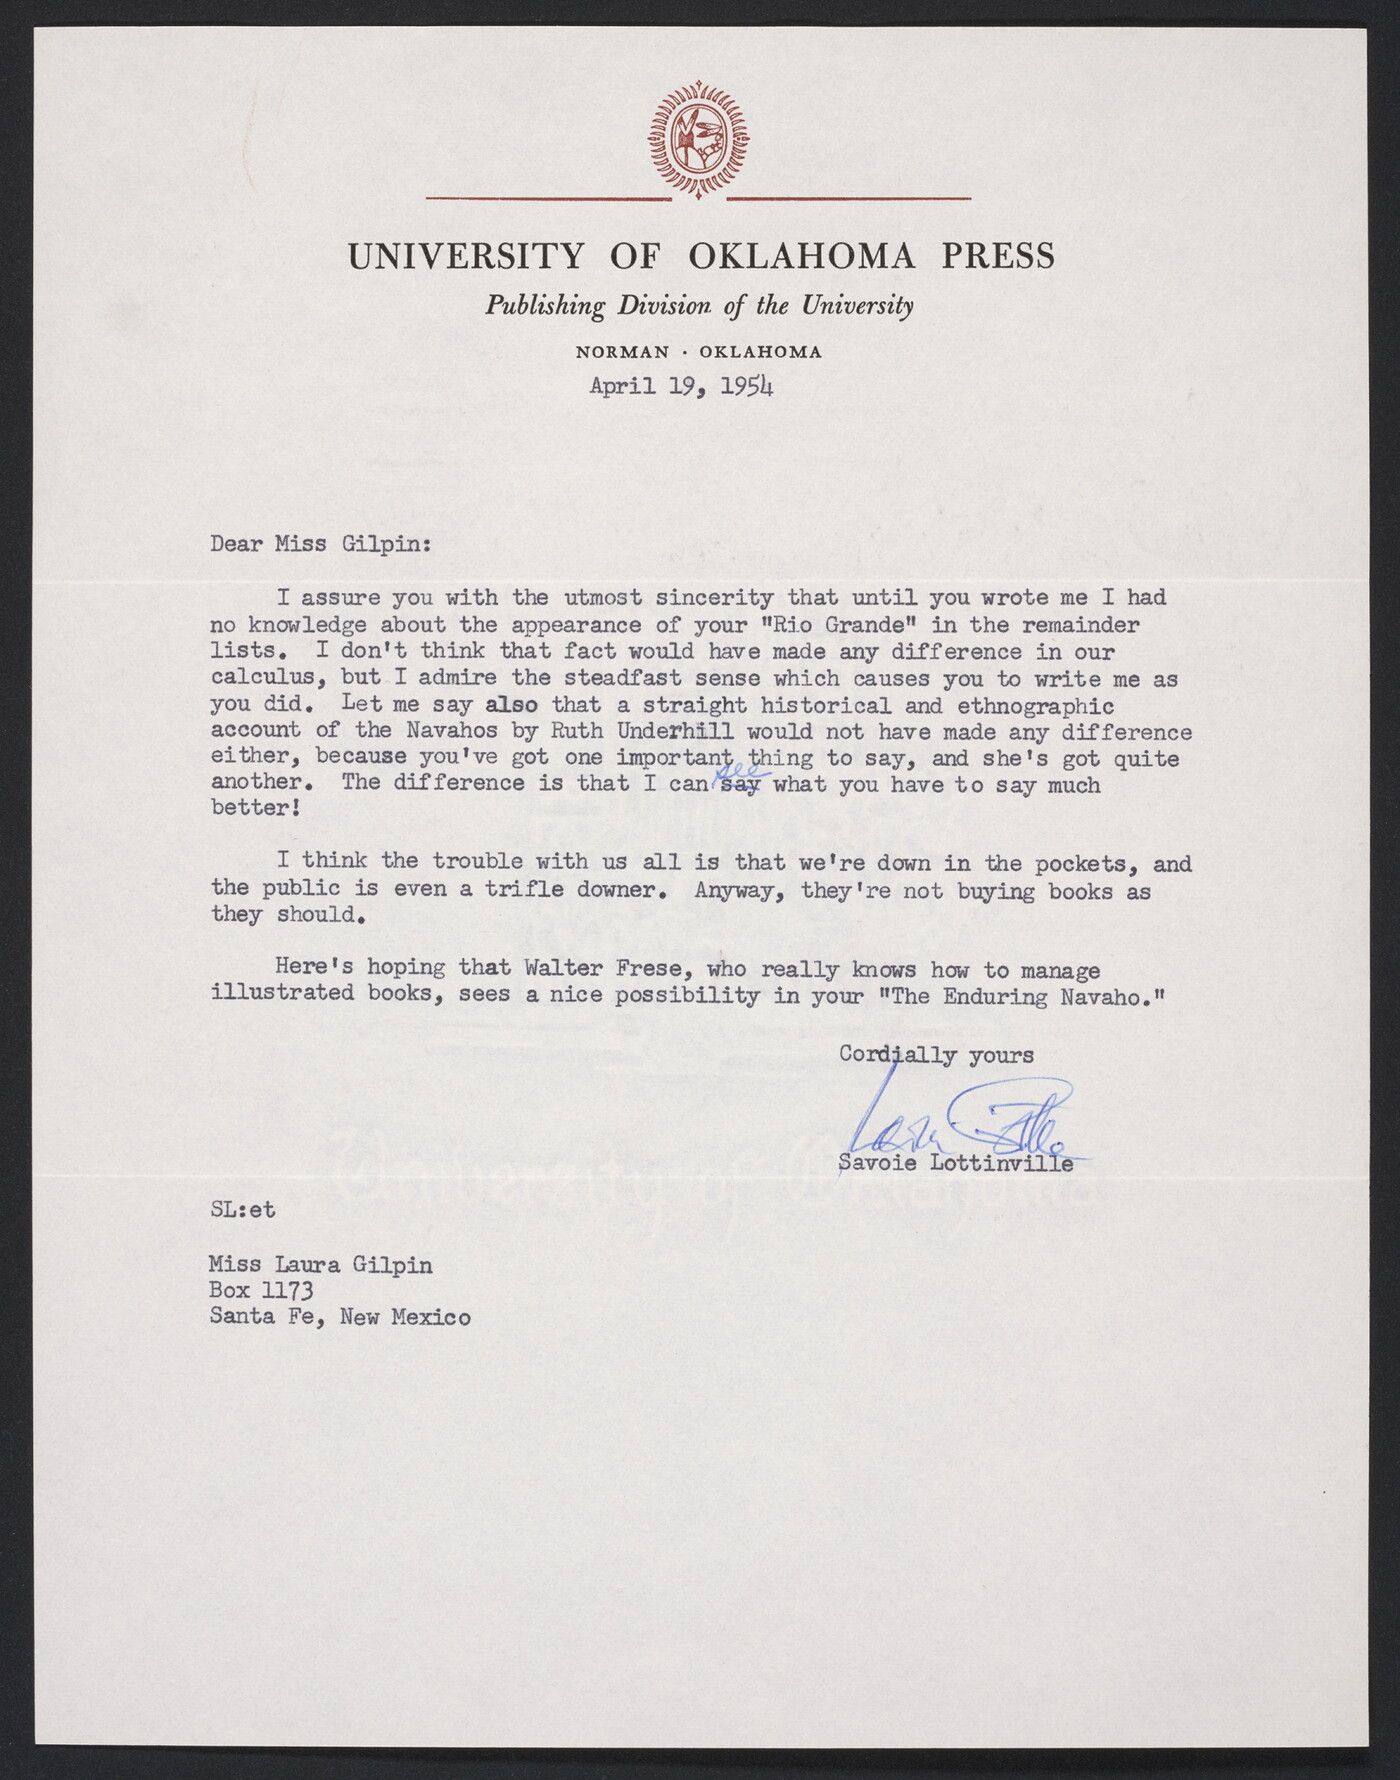 UNIVERSITY OF OKLAHOMA PRESS
Publishing Division of the University
NORMAN · OKLAHOMA
April 19, 1954
Dear Miss Gilpin:
I assure you with the utmost sincerity that until you wrote me I had
no knowledge about the appearance of your "Rio Grande" in the remainder
lists. I don't think that fact would have made any difference in our
calculus, but I admire the steadfast sense which causes you to write me as
you did. Let me say also that a straight historical and ethnographic
account of the Navahos by Ruth Underhill would not have made any difference
either, because you've got one important thing to say, and she's got quite
see
another. The difference is that I can say what you have to say much
better!
I think the trouble with us all is that we're down in the pockets, and
the public is even a trifle downer. Anyway, they're not buying books as
they should.
Here's hoping that Walter Frese, who really knows how to manage
illustrated books, sees a nice possibility in your "The Enduring Navaho."
Cordially yours
Savoie Lottinville
SL:et
Miss Laura Gilpin
Box 1173
Santa Fe, New Mexico